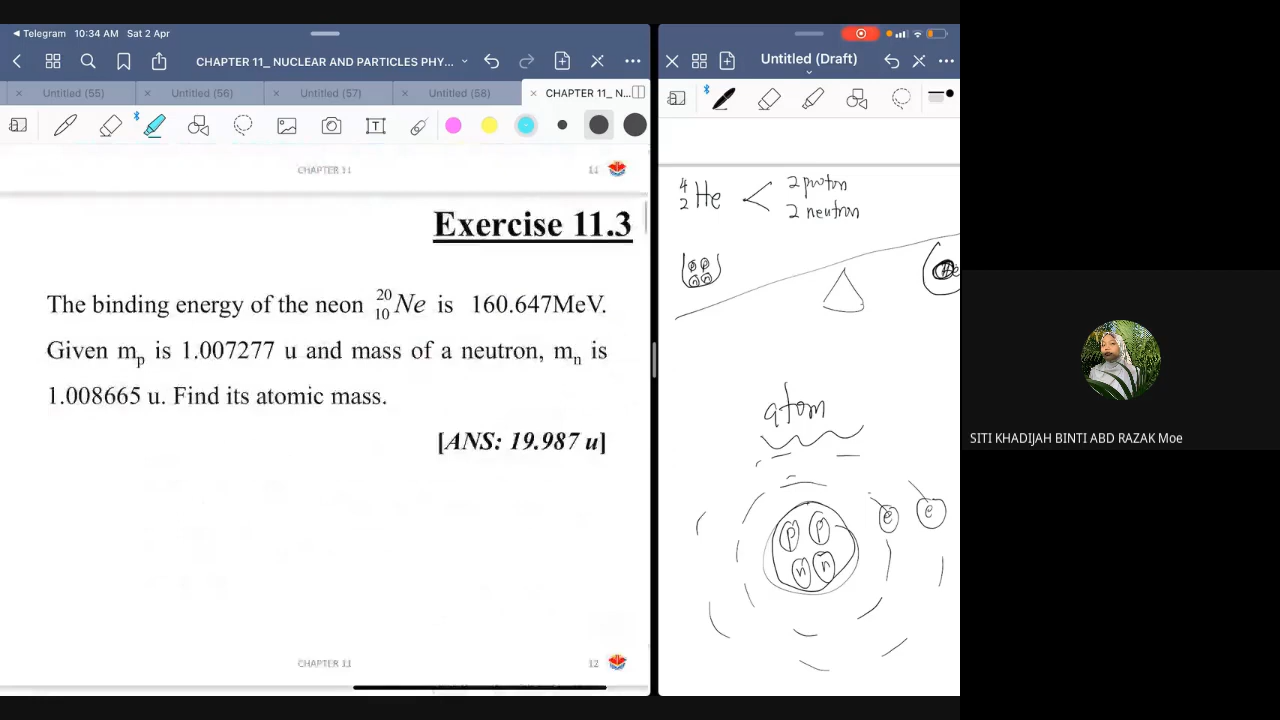 Telegram 10:34 AM Sat 2 Apr
CHAPTER 11_ NUCLEAR AND PARTICLES PHY...
Untitled (Draft)
Untitled (55)
Untitled (56)
Untitled (57)
Untitled (58)
CHAPTER 11_ N...
T
CHAPTER 11
11
Exercise 11.3
The binding energy of the neon 20 10 Ne is 160.647MeV.
Given mp is 1.007277 u and mass of a neutron, mn is
1.008665 u. Find its atomic mass.
[ANS: 19.987 u]
CHAPTER 11
12
4 2 He < 2 proton
2 neutron
p p
n n
He
atom
p p
n n
e e
SITI KHADIJAH BINTI ABD RAZAK Moe